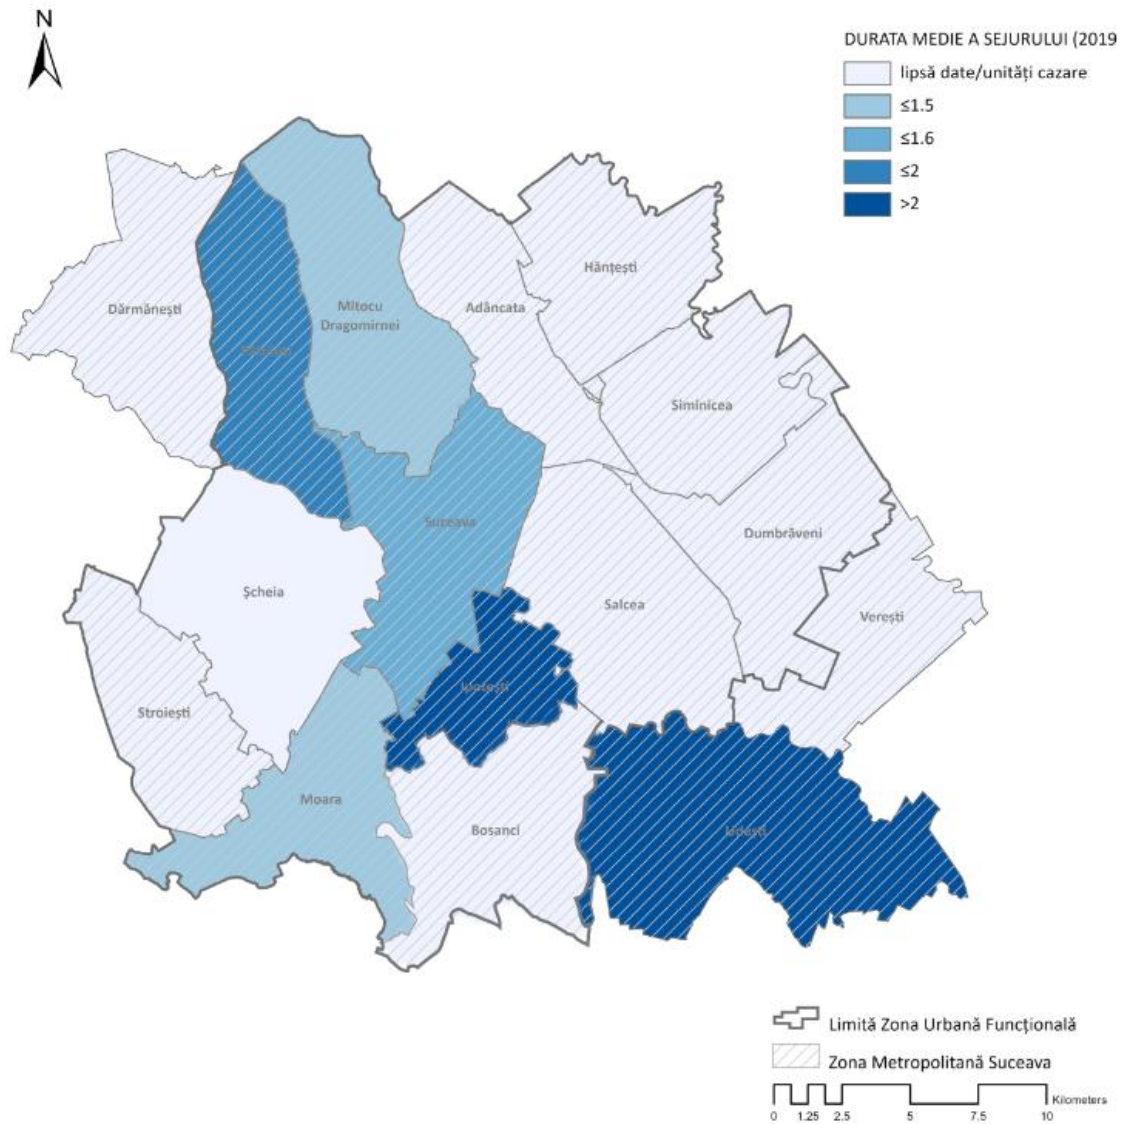 N
DURATA MEDIE A SEJURULUI (2019
lipsă date/unități cazare
≤1.5
≤1.6
≤2
>2
Hănțești
Dărmănești
Mitocu
Dragomirnei
Adâncata
Siminicea
Suceava
Dumbrăveni
Șcheia
Salcea
Verești
Ipotești
Stroiești
Moara
Bosanci
Udești
Limită Zona Urbană Funcțională
Zona Metropolitană Suceava
Kilometers
0 1.25 2.5 5 7.5 10